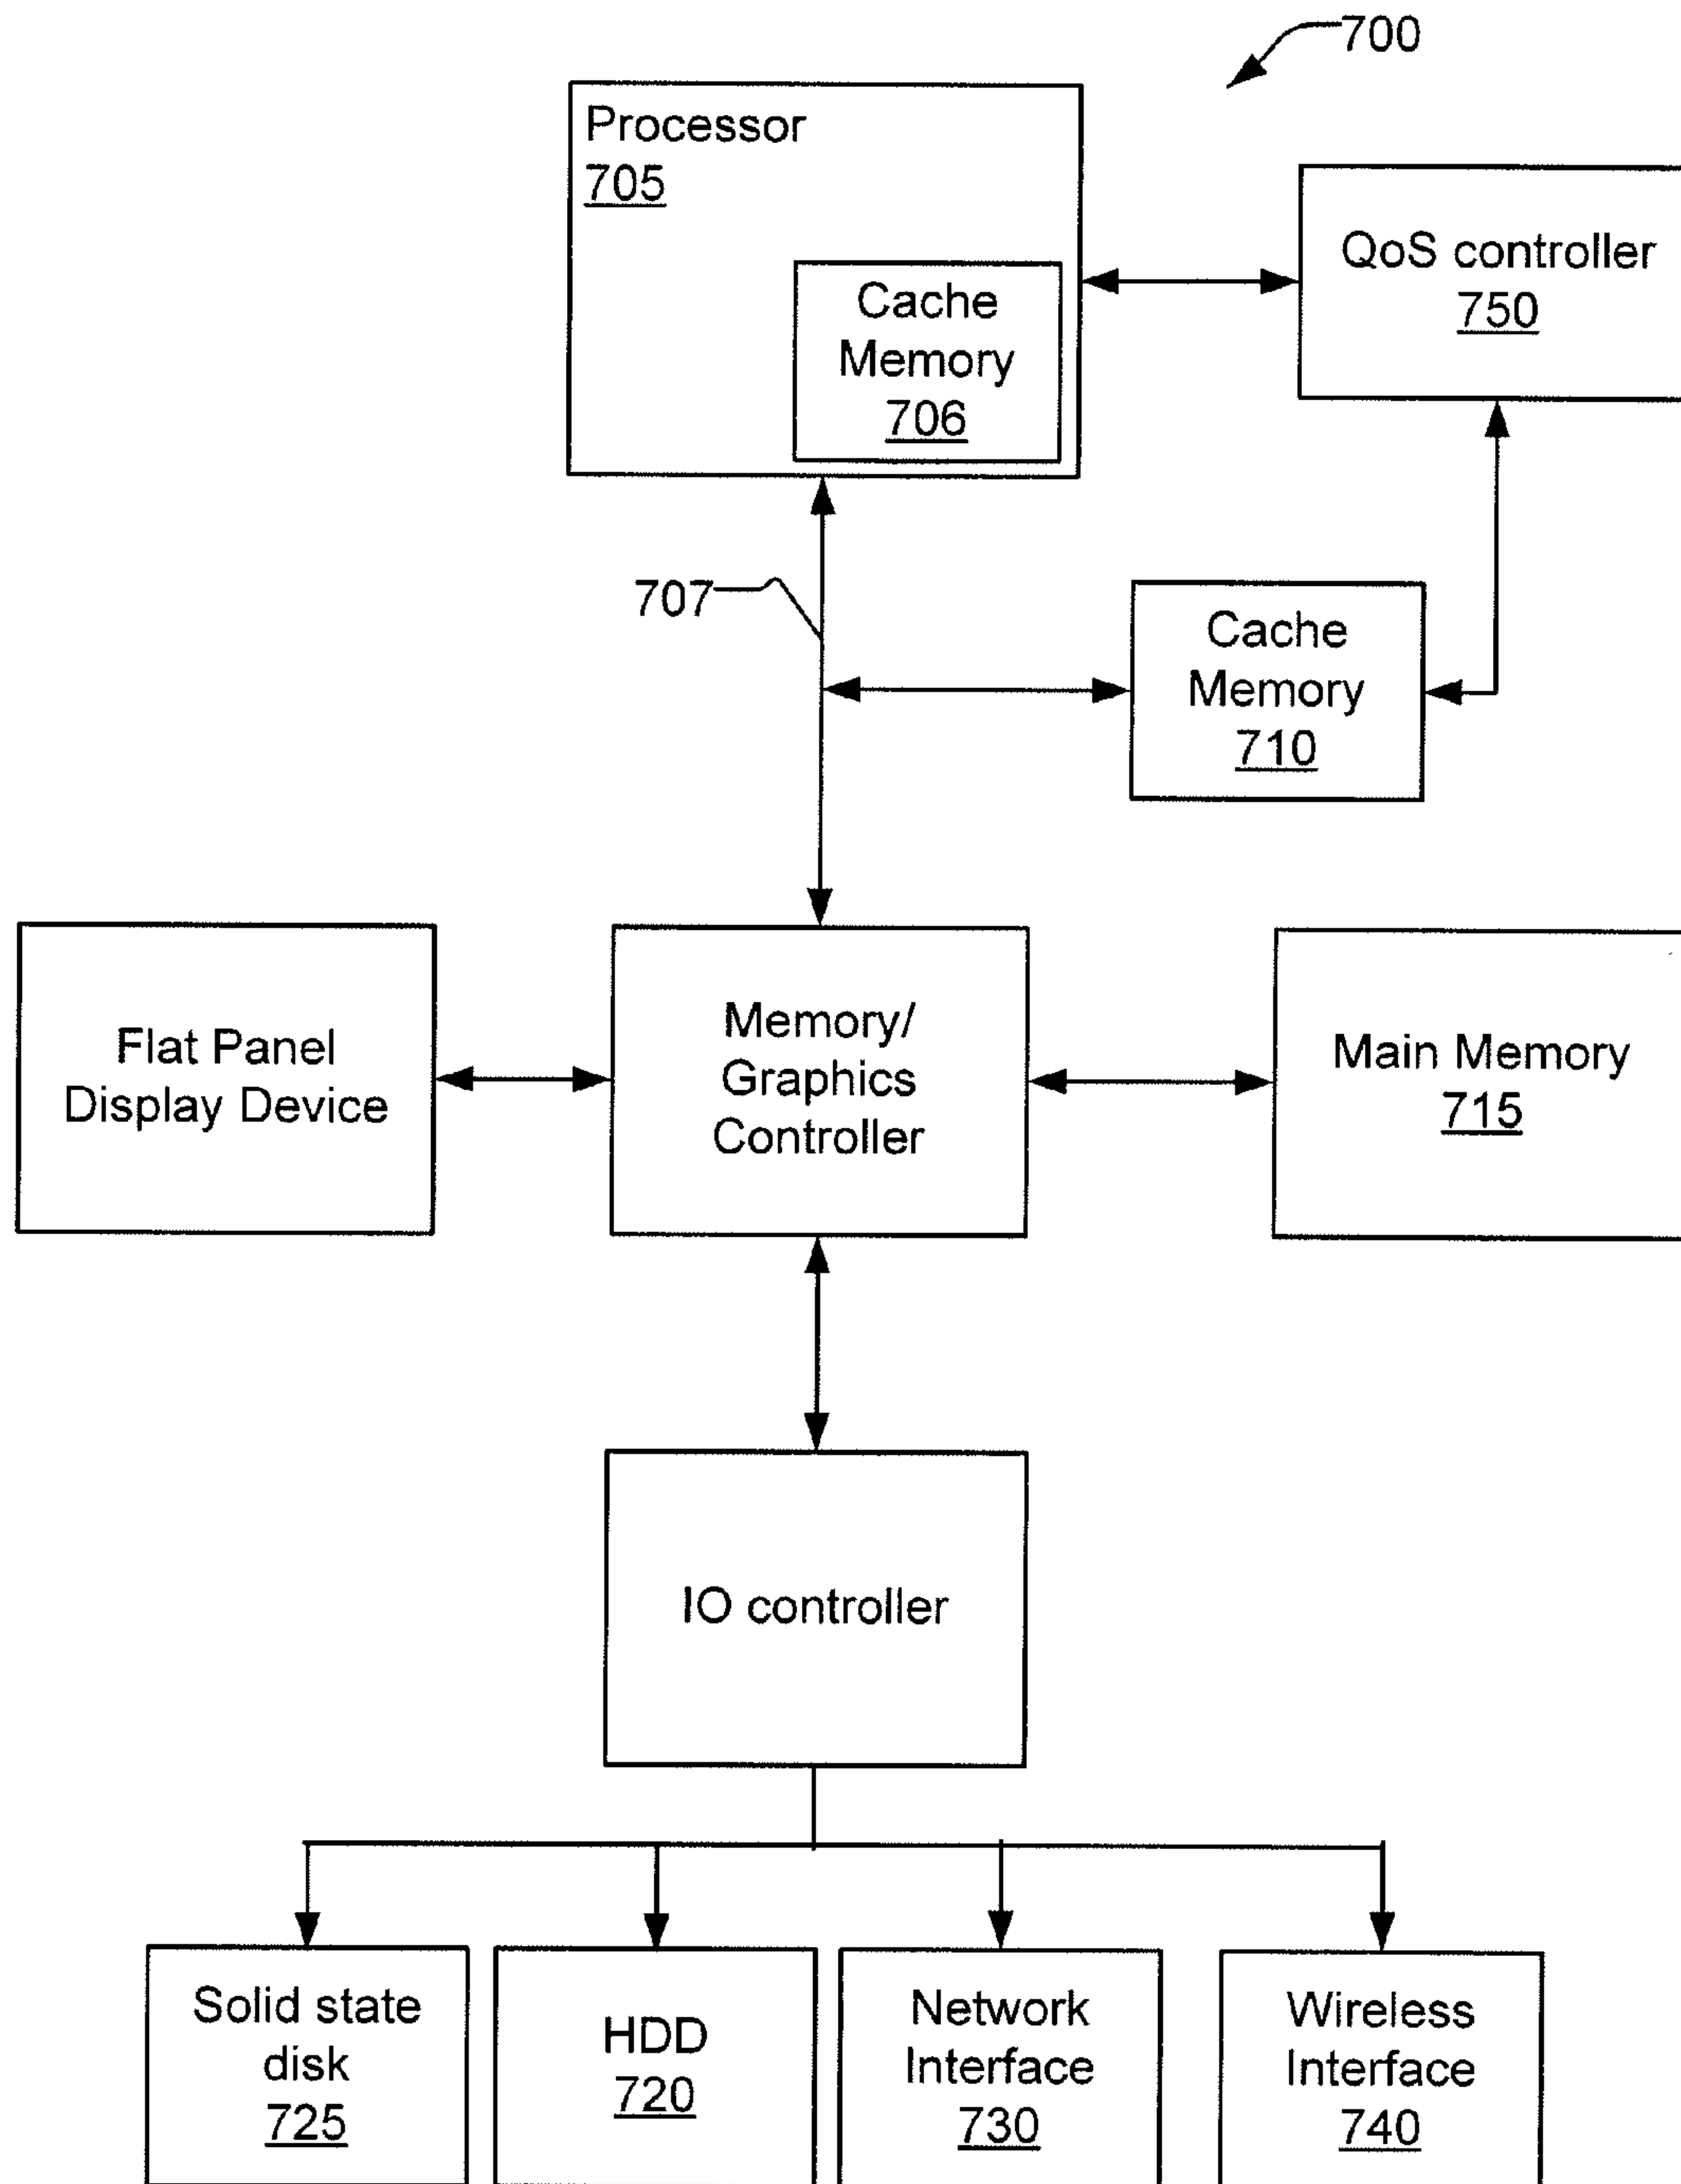 700
Processor
705
QoS controller
750
Cache
Memory
706
707
Cache
Memory
710
Flat Panel
Display Device
Memory/
Graphics
Controller
Main Memory
715
IO controller
Solid state
disk
725
HDD
720
Network
Interface
730
Wireless
Interface
740